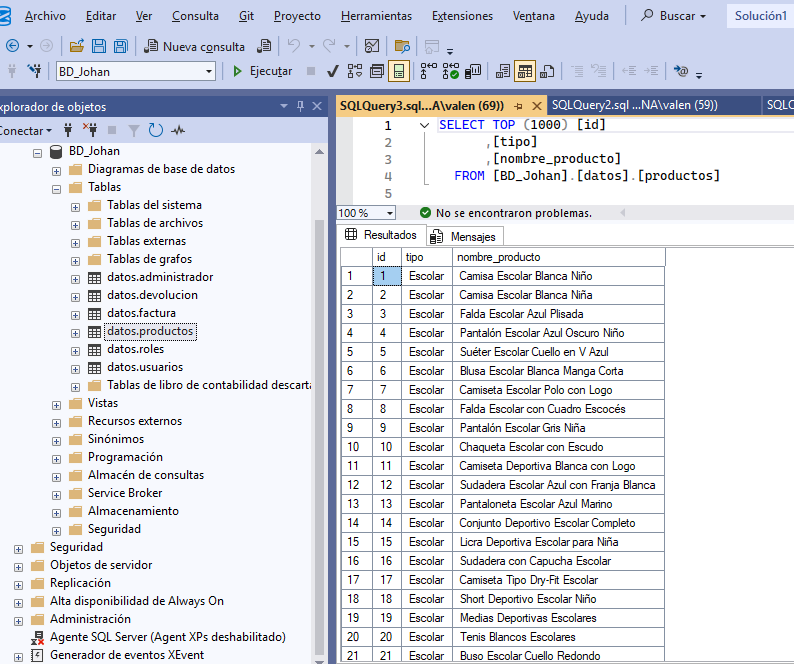 Archivo Editar Ver Consulta Git Proyecto Herramientas Extensiones Ventana Ayuda Buscar Solución1
Nueva consulta
BD_Johan Ejecutar
xplorador de objetos
Conectar
BD_Johan
Diagramas de base de datos
Tablas
Tablas del sistema
Tablas de archivos
Tablas externas
Tablas de grafos
datos.administrador
datos.devolucion
datos.factura
datos.productos
datos.roles
datos.usuarios
Tablas de libro de contabilidad descarta
Vistas
Recursos externos
Sinónimos
Programación
Almacén de consultas
Service Broker
Almacenamiento
Seguridad
Seguridad
Objetos de servidor
Replicación
Alta disponibilidad de Always On
Administración
Agente SQL Server (Agent XPs deshabilitado)
Generador de eventos XEvent
SQLQuery3.sql...A\valen (69)) SQLQuery2.sql ...NA\valen (59)) SQLQ
1 SELECT TOP (1000) [id]
2 ,[tipo]
3 ,[nombre_producto]
4 FROM [BD_Johan].[datos].[productos]
5
100 % No se encontraron problemas.
Resultados Mensajes
id tipo nombre_producto
1 1 Escolar Camisa Escolar Blanca Niño
2 2 Escolar Camisa Escolar Blanca Niña
3 3 Escolar Falda Escolar Azul Plisada
4 4 Escolar Pantalón Escolar Azul Oscuro Niño
5 5 Escolar Suéter Escolar Cuello en V Azul
6 6 Escolar Blusa Escolar Blanca Manga Corta
7 7 Escolar Camiseta Escolar Polo con Logo
8 8 Escolar Falda Escolar con Cuadro Escocés
9 9 Escolar Pantalón Escolar Gris Niña
10 10 Escolar Chaqueta Escolar con Escudo
11 11 Escolar Camiseta Deportiva Blanca con Logo
12 12 Escolar Sudadera Escolar Azul con Franja Blanca
13 13 Escolar Pantaloneta Escolar Azul Marino
14 14 Escolar Conjunto Deportivo Escolar Completo
15 15 Escolar Licra Deportiva Escolar para Niña
16 16 Escolar Sudadera con Capucha Escolar
17 17 Escolar Camiseta Tipo Dry-Fit Escolar
18 18 Escolar Short Deportivo Escolar Niño
19 19 Escolar Medias Deportivas Escolares
20 20 Escolar Tenis Blancos Escolares
21 21 Escolar Buso Escolar Cuello Redondo